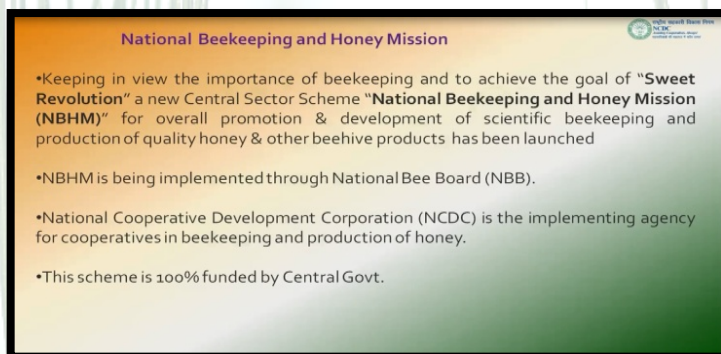 National Beekeeping and Honey Mission
NCDC
•Keeping in view the importance of beekeeping and to achieve the goal of “Sweet
Revolution” a new Central Sector Scheme “National Beekeeping and Honey Mission
(NBHM)” for overall promotion & development of scientific beekeeping and
production of quality honey & other beehive products has been launched
•NBHM is being implemented through National Bee Board (NBB).
•National Cooperative Development Corporation (NCDC) is the implementing agency
for cooperatives in beekeeping and production of honey.
•This scheme is 100% funded by Central Govt.